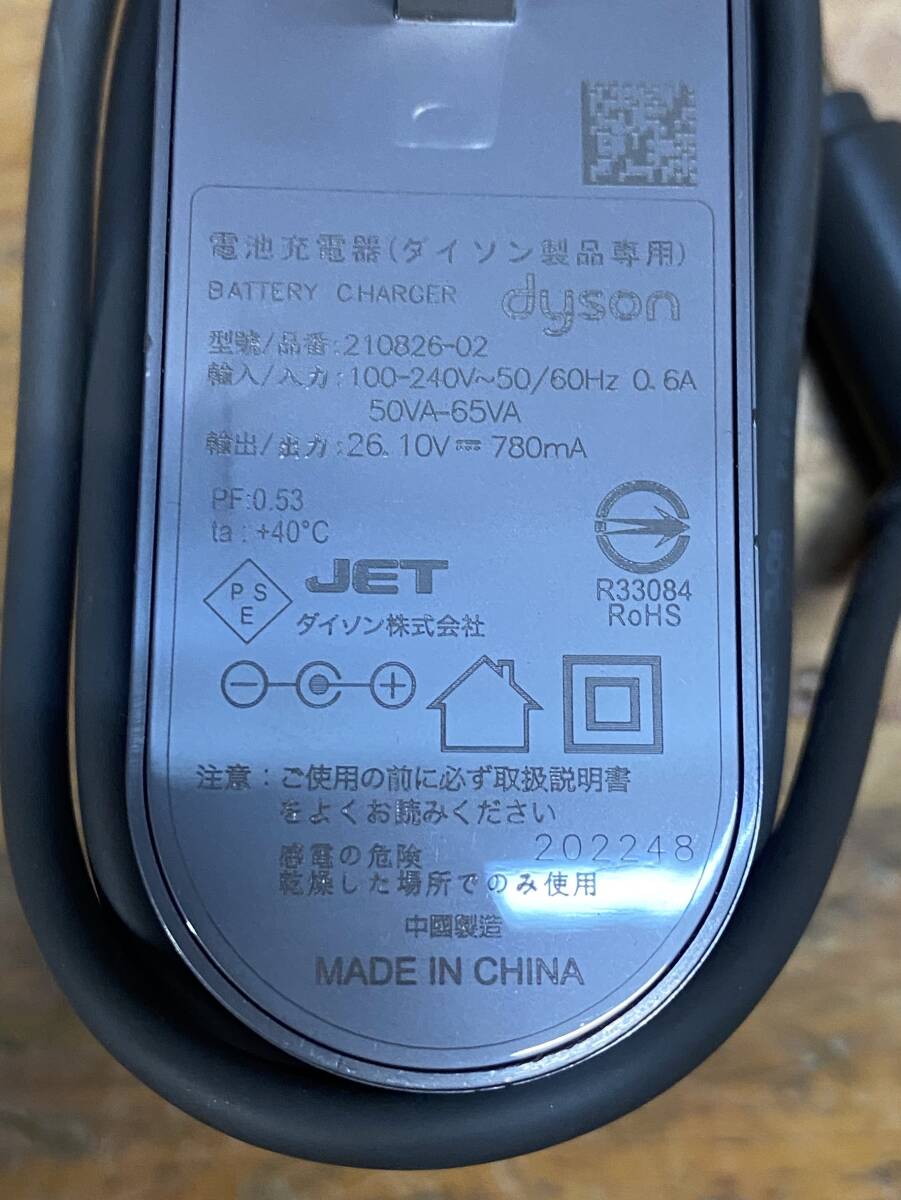 電池充電器(ダイソン製品専用)
BATTERY CHARGER dyson
型號/品番:210826-02
輸入/入力:100-240V~50/60Hz 0.6A
50VA-65VA
輸出/出力:26.10V⎓780mA
PF:0.53
ta:+40°C
R33084
RoHS
PSE JET
ダイソン株式会社
注意:ご使用の前に必ず取扱説明書
をよくお読みください
感電の危険 202248
乾燥した場所でのみ使用
中國製造
MADE IN CHINA